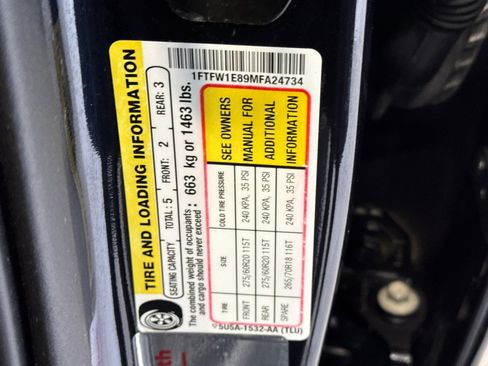 1FTFW1E89MFA24734
TIRE AND LOADING INFORMATION
SEATING CAPACITY TOTAL: 5 FRONT: 2 REAR: 3
The combined weight of occupants
and cargo should never exceed : 663 kg or 1463 lbs.
TIRE SIZE COLD TIRE PRESSURE SEE OWNERS
FRONT 275/60R20 115T 240 KPA, 35 PSI MANUAL FOR
REAR 275/60R20 115T 240 KPA, 35 PSI ADDITIONAL
SPARE 265/70R18 116T 240 KPA, 35 PSI INFORMATION
5U5A-1532-AA (TLU)